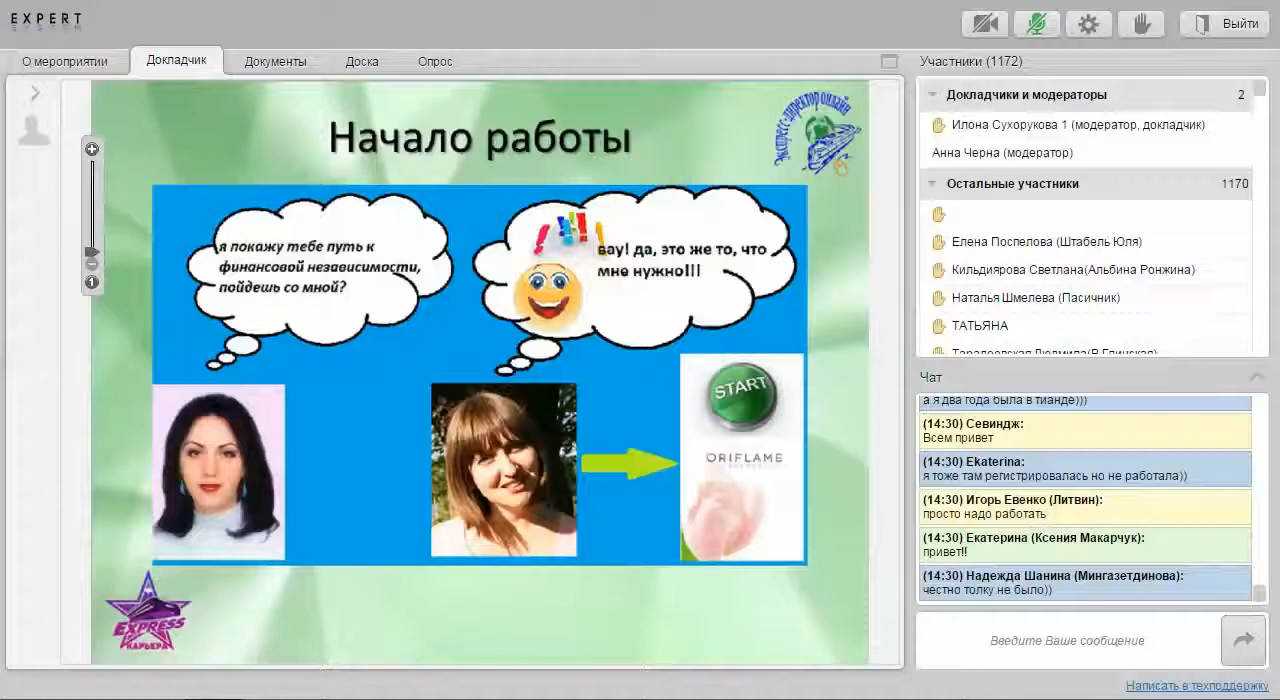 EXPERT
Выйти
О мероприятии
Докладчик
Документы
Доска
Опрос
Участники (1172)
Начало работы
Экспресс-директор онлайн
я покажу тебе путь к
финансовой независимости,
пойдешь со мной?
вау! да, это же то, что
мне нужно!!!
START
ORIFLAME
EXPRESS
КАРЬЕРА
Докладчики и модераторы 2
Илона Сухорукова 1 (модератор, докладчик)
Анна Черна (модератор)
Остальные участники 1170
Елена Поспелова (Штабель Юля)
Кильдиярова Светлана(Альбина Ронжина)
Наталья Шмелева (Пасичник)
ТАТЬЯНА
Чат
а я два года была в тианде)))
(14:30) Севиндж:
Всем привет
(14:30) Ekaterina:
я тоже там регистрировалась но не работала))
(14:30) Игорь Евенко (Литвин):
просто надо работать
(14:30) Екатерина (Ксения Макарчук):
привет!!
(14:30) Надежда Шанина (Мингазетдинова):
честно толку не было))
Введите Ваше сообщение
Написать в техподдержку